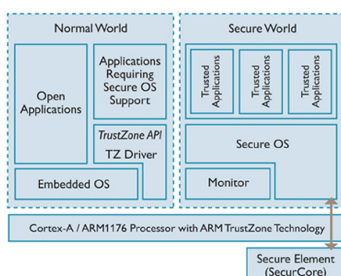 Normal World
Secure World
Open
Applications
Applications
Requiring
Secure OS
Support
TrustZone API
TZ Driver
Embedded OS
Trusted
Applications
Trusted
Applications
Trusted
Applications
Secure OS
Monitor
Cortex-A / ARM1176 Processor with ARM TrustZone Technology
Secure Element
(SecurCore)